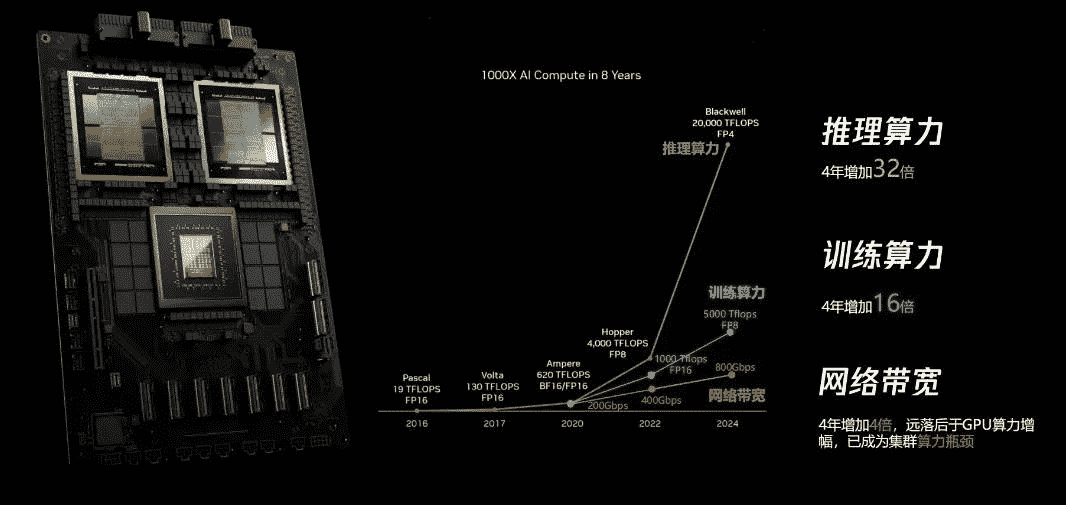 1000X AI Compute in 8 Years
Blackwell
20,000 TFLOPS
FP4
推理算力
训练算力
5000 Tflops
FP8
Hopper
4,000 TFLOPS
FP8
1000 Tflops
FP16
800Gbps
Ampere
620 TFLOPS
BF16/FP16
Volta
130 TFLOPS
FP16
Pascal
19 TFLOPS
FP16
200Gbps
400Gbps
网络带宽
2016
2017
2020
2022
2024
推理算力
4年增加32倍
训练算力
4年增加16倍
网络带宽
4年增加4倍，远落后于GPU算力增
幅，已成为集群算力瓶颈